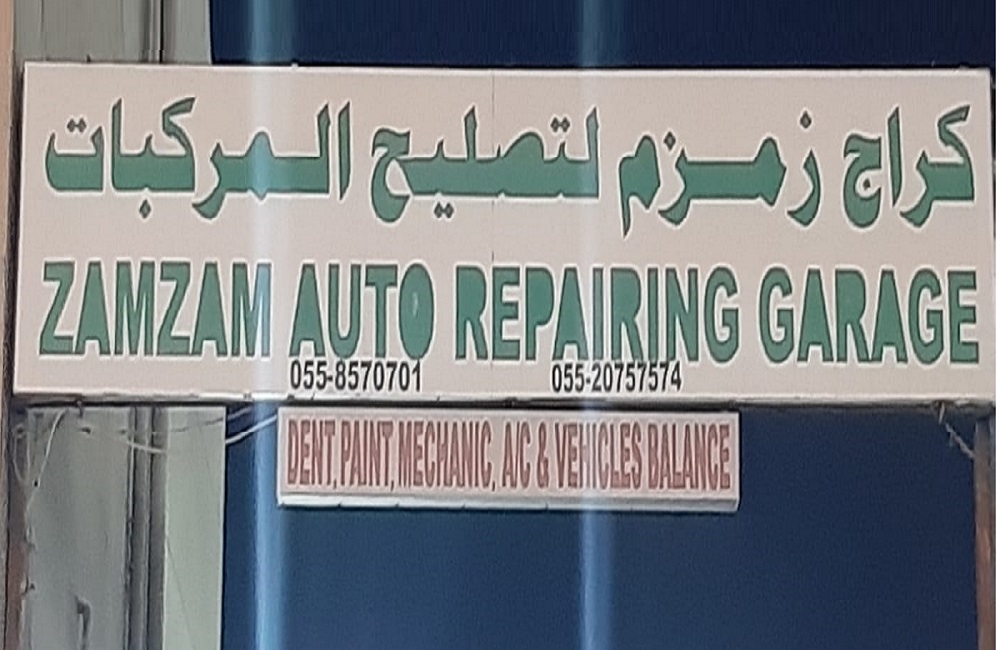 كراج زمزم لتصليح المركبات
ZAMZAM AUTO REPAIRING GARAGE
055-8570701 055-20757574
DENT, PAINT, MECHANIC, A/C & VEHICLES BALANCE